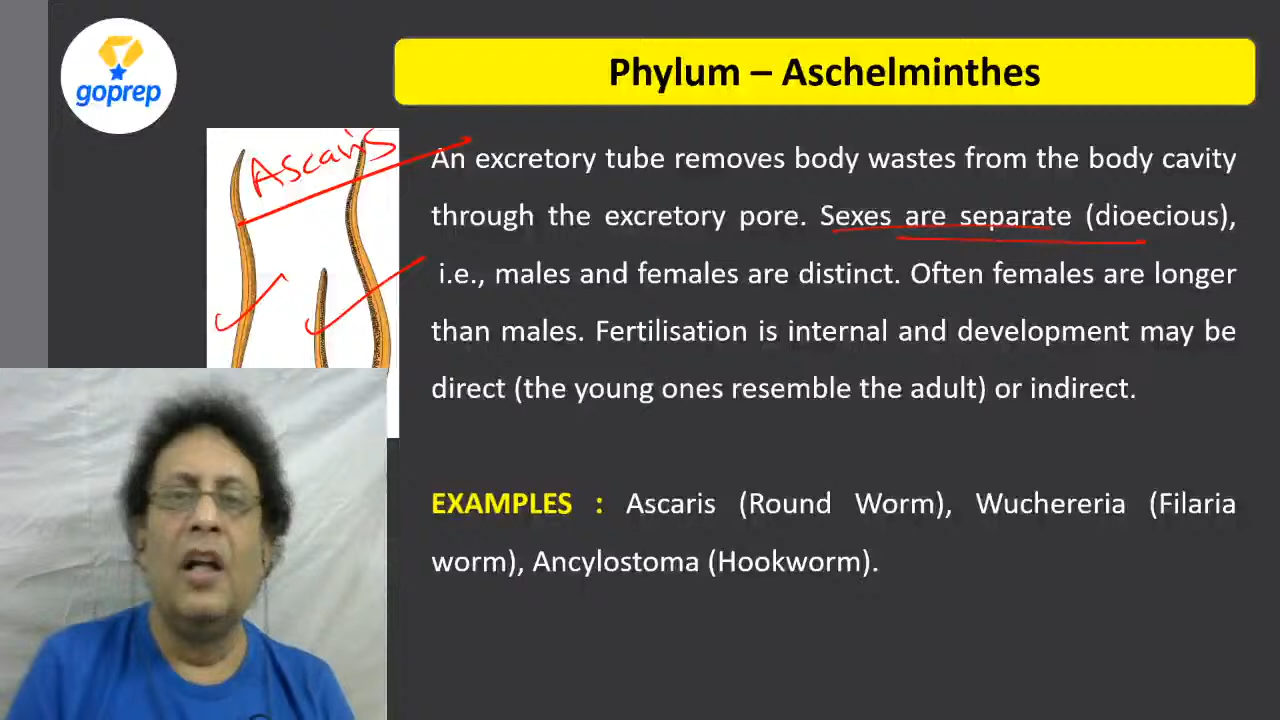 goprep
Phylum – Aschelminthes
Ascaris
An excretory tube removes body wastes from the body cavity
through the excretory pore. Sexes are separate (dioecious),
i.e., males and females are distinct. Often females are longer
than males. Fertilisation is internal and development may be
direct (the young ones resemble the adult) or indirect.
EXAMPLES : Ascaris (Round Worm), Wuchereria (Filaria
worm), Ancylostoma (Hookworm).